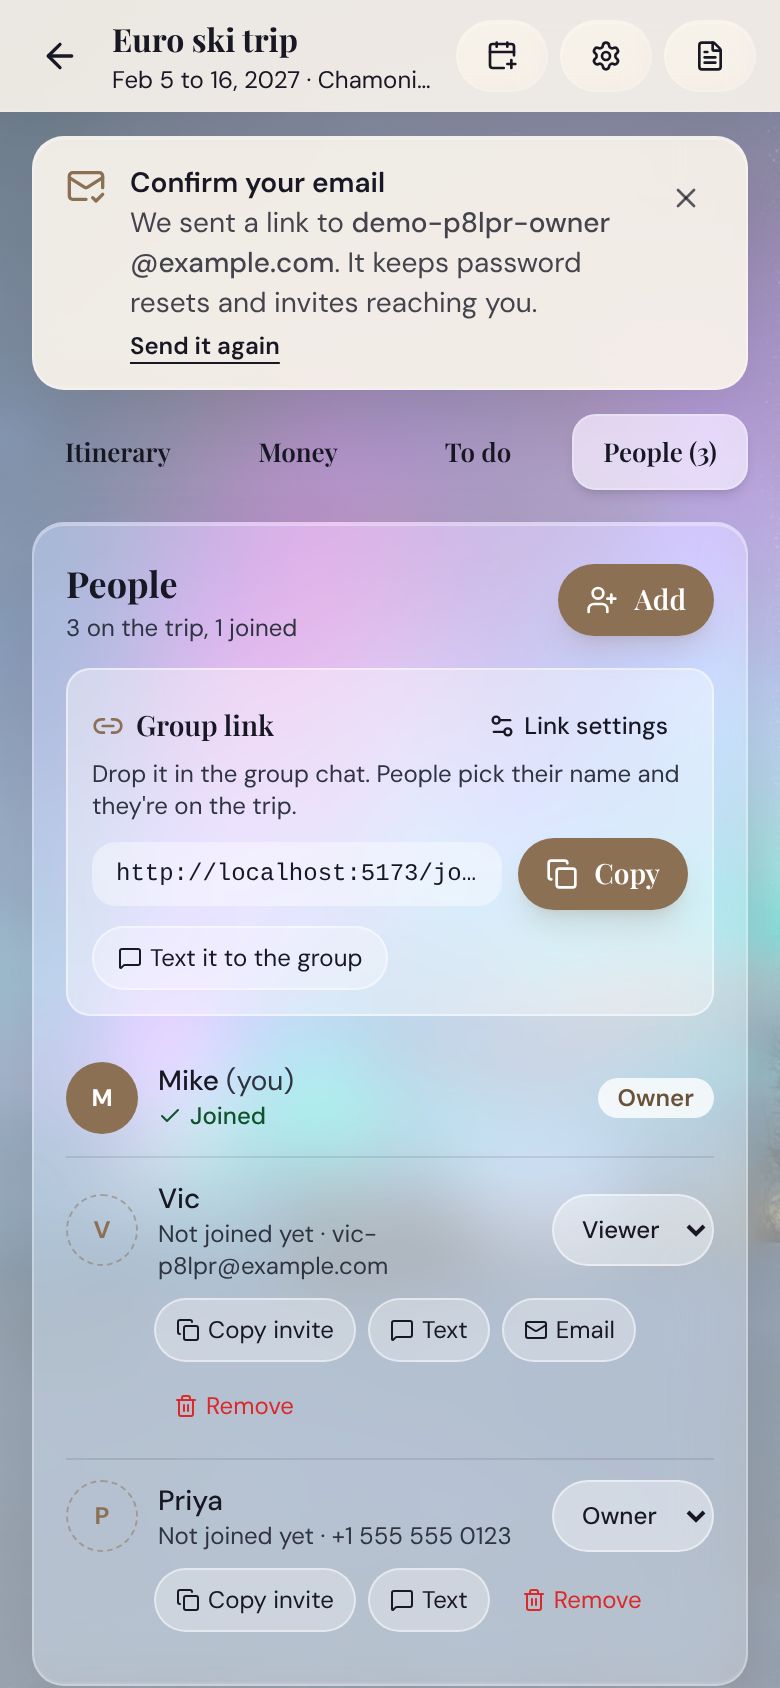 Euro ski trip
Feb 5 to 16, 2027 · Chamoni...
Confirm your email
We sent a link to demo-p8lpr-owner
@example.com. It keeps password
resets and invites reaching you.
Send it again
Itinerary
Money
To do
People (3)
People
3 on the trip, 1 joined
Add
Group link
Link settings
Drop it in the group chat. People pick their name and
they're on the trip.
http://localhost:5173/jo...
Copy
Text it to the group
M
Mike (you)
Joined
Owner
V
Vic
Not joined yet · vic-
p8lpr@example.com
Viewer
Copy invite
Text
Email
Remove
P
Priya
Not joined yet · +1 555 555 0123
Owner
Copy invite
Text
Remove